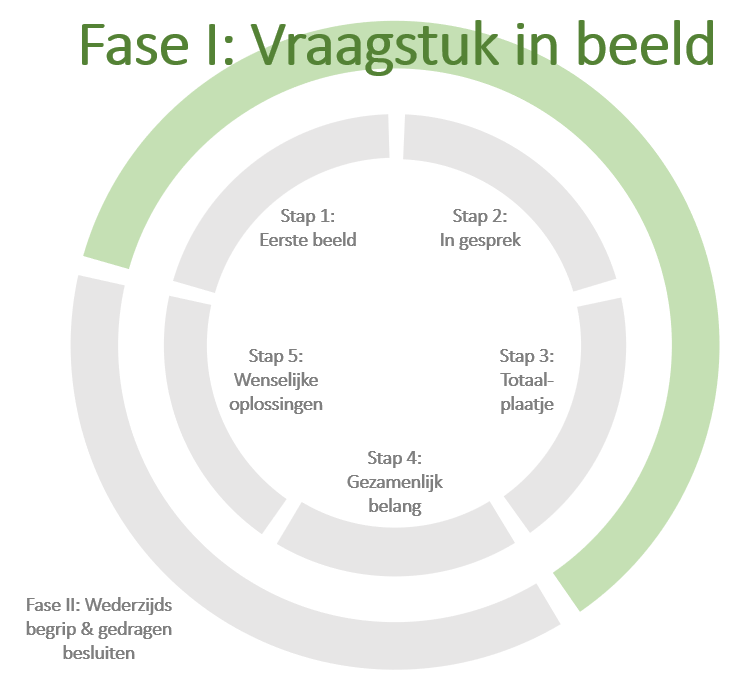 Fase I: Vraagstuk in beeld
Stap 1:
Eerste beeld
Stap 2:
In gesprek
Stap 3:
Totaal-
plaatje
Stap 4:
Gezamenlijk
belang
Stap 5:
Wenselijke
oplossingen
Fase II: Wederzijds
begrip & gedragen
besluiten